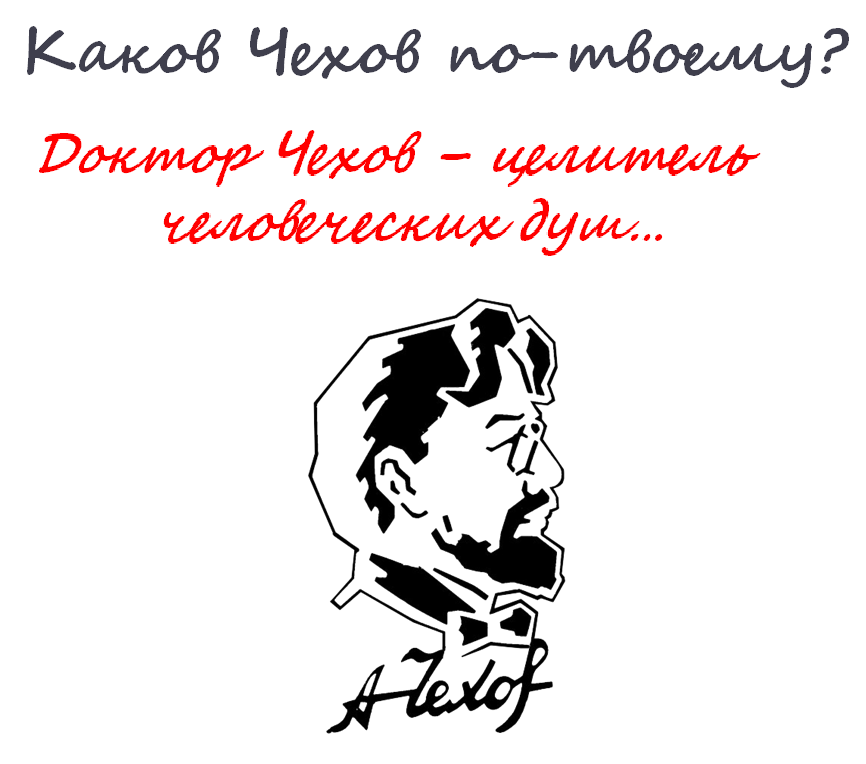 Каков Чехов по-твоему?
Доктор Чехов – целитель
человеческих душ...
А Чехов